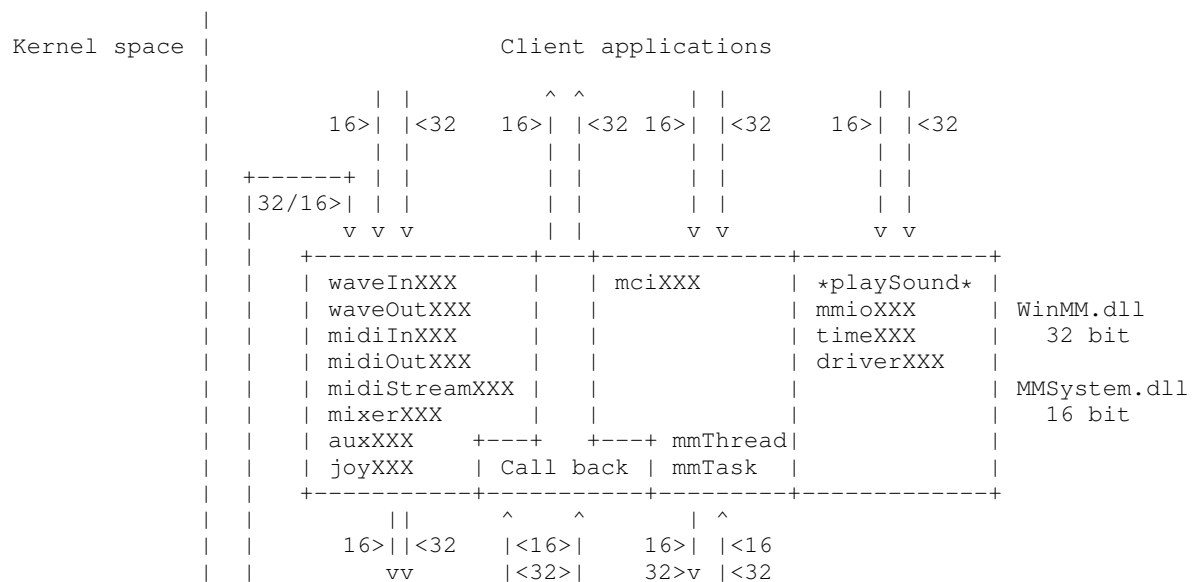 |
Kernel space |                    Client applications
             |
             |          | |         ^ ^       | |          | |
             |       16>| |<32   16>| |<32 16>| |<32    16>| |<32
             |          | |         | |       | |          | |
             |  +------+ | |         | |       | |          | |
             |  |32/16>| | |         | |       | |          | |
             |  |      v v v         | |       v v          v v
             |  |   +---------------+---+-------------+-------------+
             |  |   | waveInXXX     |   | mciXXX      | *playSound* |
             |  |   | waveOutXXX    |   |             | mmioXXX     | WinMM.dll
             |  |   | midiInXXX     |   |             | timeXXX     |   32 bit
             |  |   | midiOutXXX    |   |             | driverXXX   |
             |  |   | midiStreamXXX |   |             |             | MMSystem.dll
             |  |   | mixerXXX      |   |             |             |   16 bit
             |  |   | auxXXX    +---+   +---+ mmThread|             |
             |  |   | joyXXX    | Call back | mmTask  |             |
             |  |   +-----------+-----------+---------+-------------+
             |  |        ||       ^    ^       | ^
             |  |     16>||<32    |<16>|    16>| |<16
             |  |        vv       |<32>|    32>v |<32